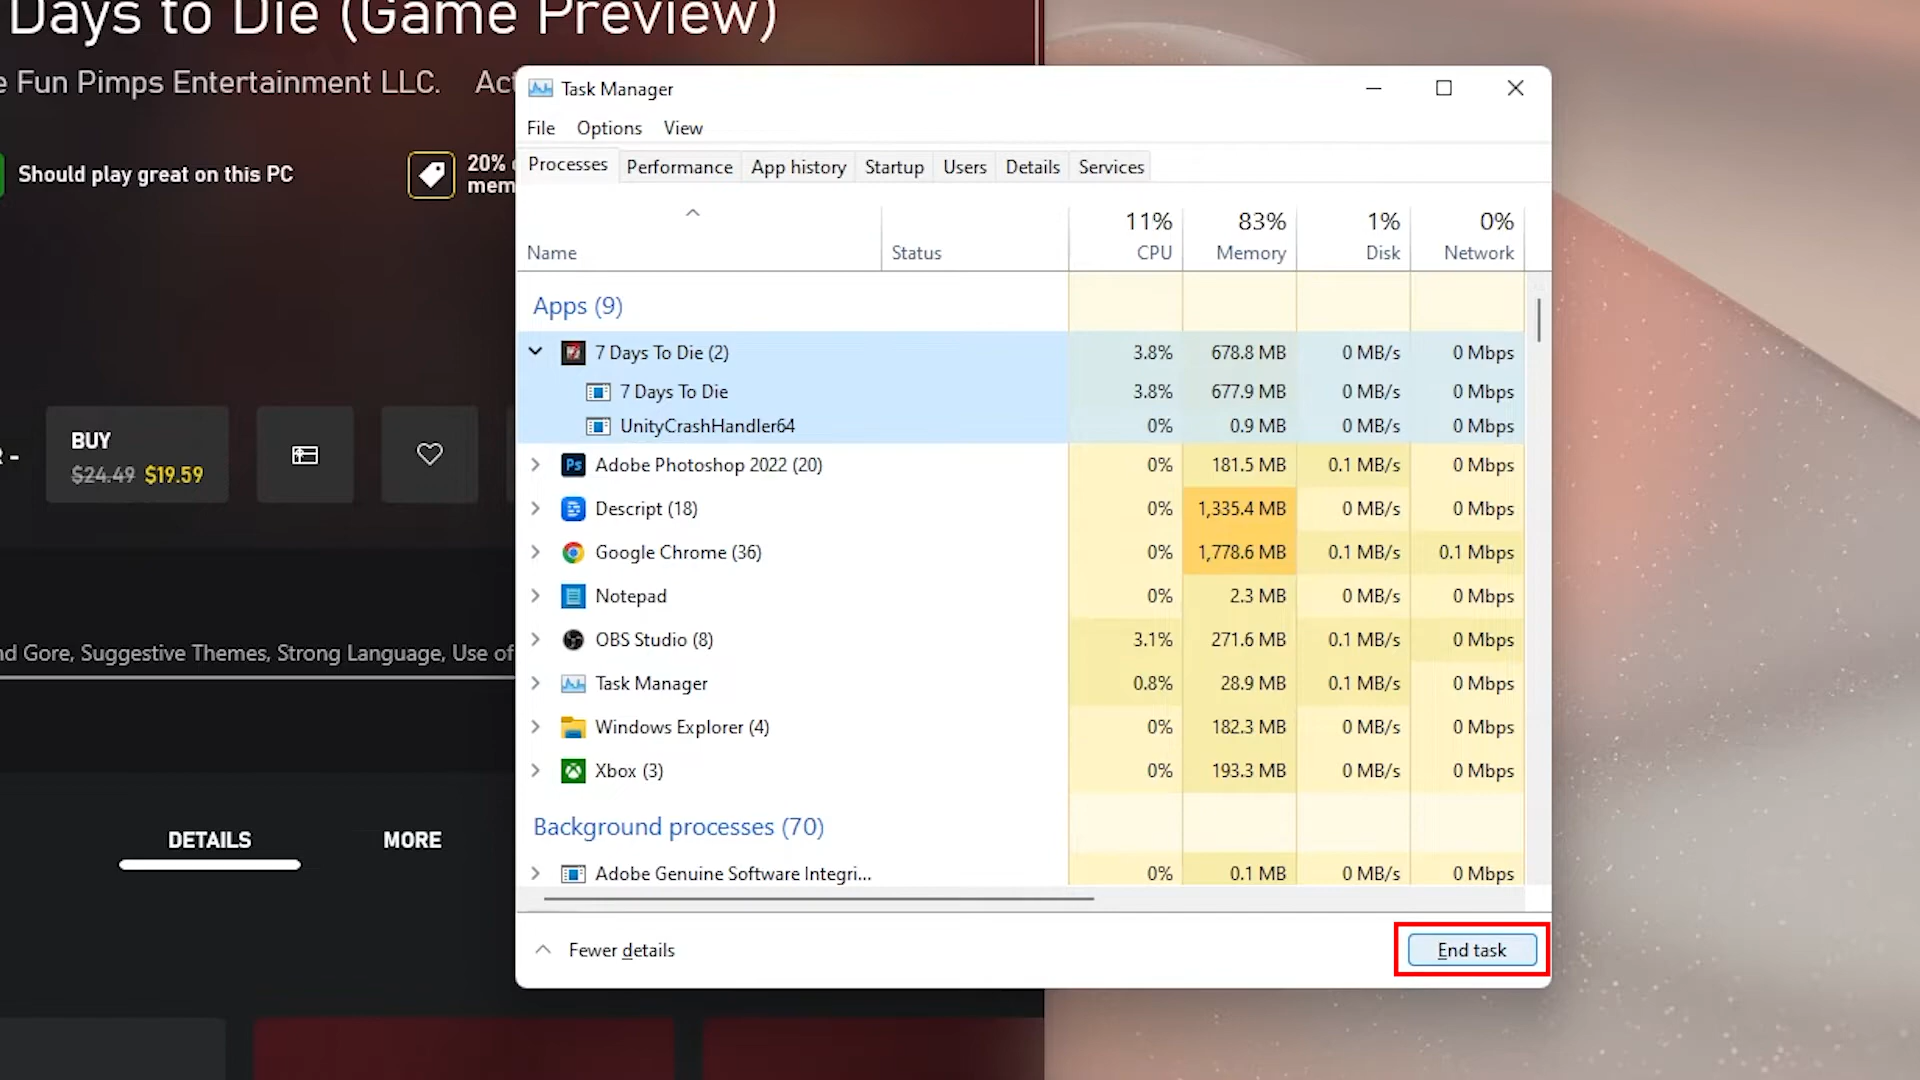 Days to Die (Game Preview)
Fun Pimps Entertainment LLC.
Should play great on this PC
20%
BUY
$24.49 $19.59
Gore, Suggestive Themes, Strong Language, Use of
DETAILS MORE
Task Manager
File Options View
Processes Performance App history Startup Users Details Services
11% 83% 1% 0%
Name Status CPU Memory Disk Network
Apps (9)
7 Days To Die (2) 3.8% 678.8 MB 0 MB/s 0 Mbps
7 Days To Die 3.8% 677.9 MB 0 MB/s 0 Mbps
UnityCrashHandler64 0% 0.9 MB 0 MB/s 0 Mbps
Ps Adobe Photoshop 2022 (20) 0% 181.5 MB 0.1 MB/s 0 Mbps
Descript (18) 0% 1,335.4 MB 0 MB/s 0 Mbps
Google Chrome (36) 0% 1,778.6 MB 0.1 MB/s 0.1 Mbps
Notepad 0% 2.3 MB 0 MB/s 0 Mbps
OBS Studio (8) 3.1% 271.6 MB 0.1 MB/s 0 Mbps
Task Manager 0.8% 28.9 MB 0.1 MB/s 0 Mbps
Windows Explorer (4) 0% 182.3 MB 0 MB/s 0 Mbps
Xbox (3) 0% 193.3 MB 0 MB/s 0 Mbps
Background processes (70)
Adobe Genuine Software Integri... 0% 0.1 MB 0 MB/s 0 Mbps
Fewer details
End task